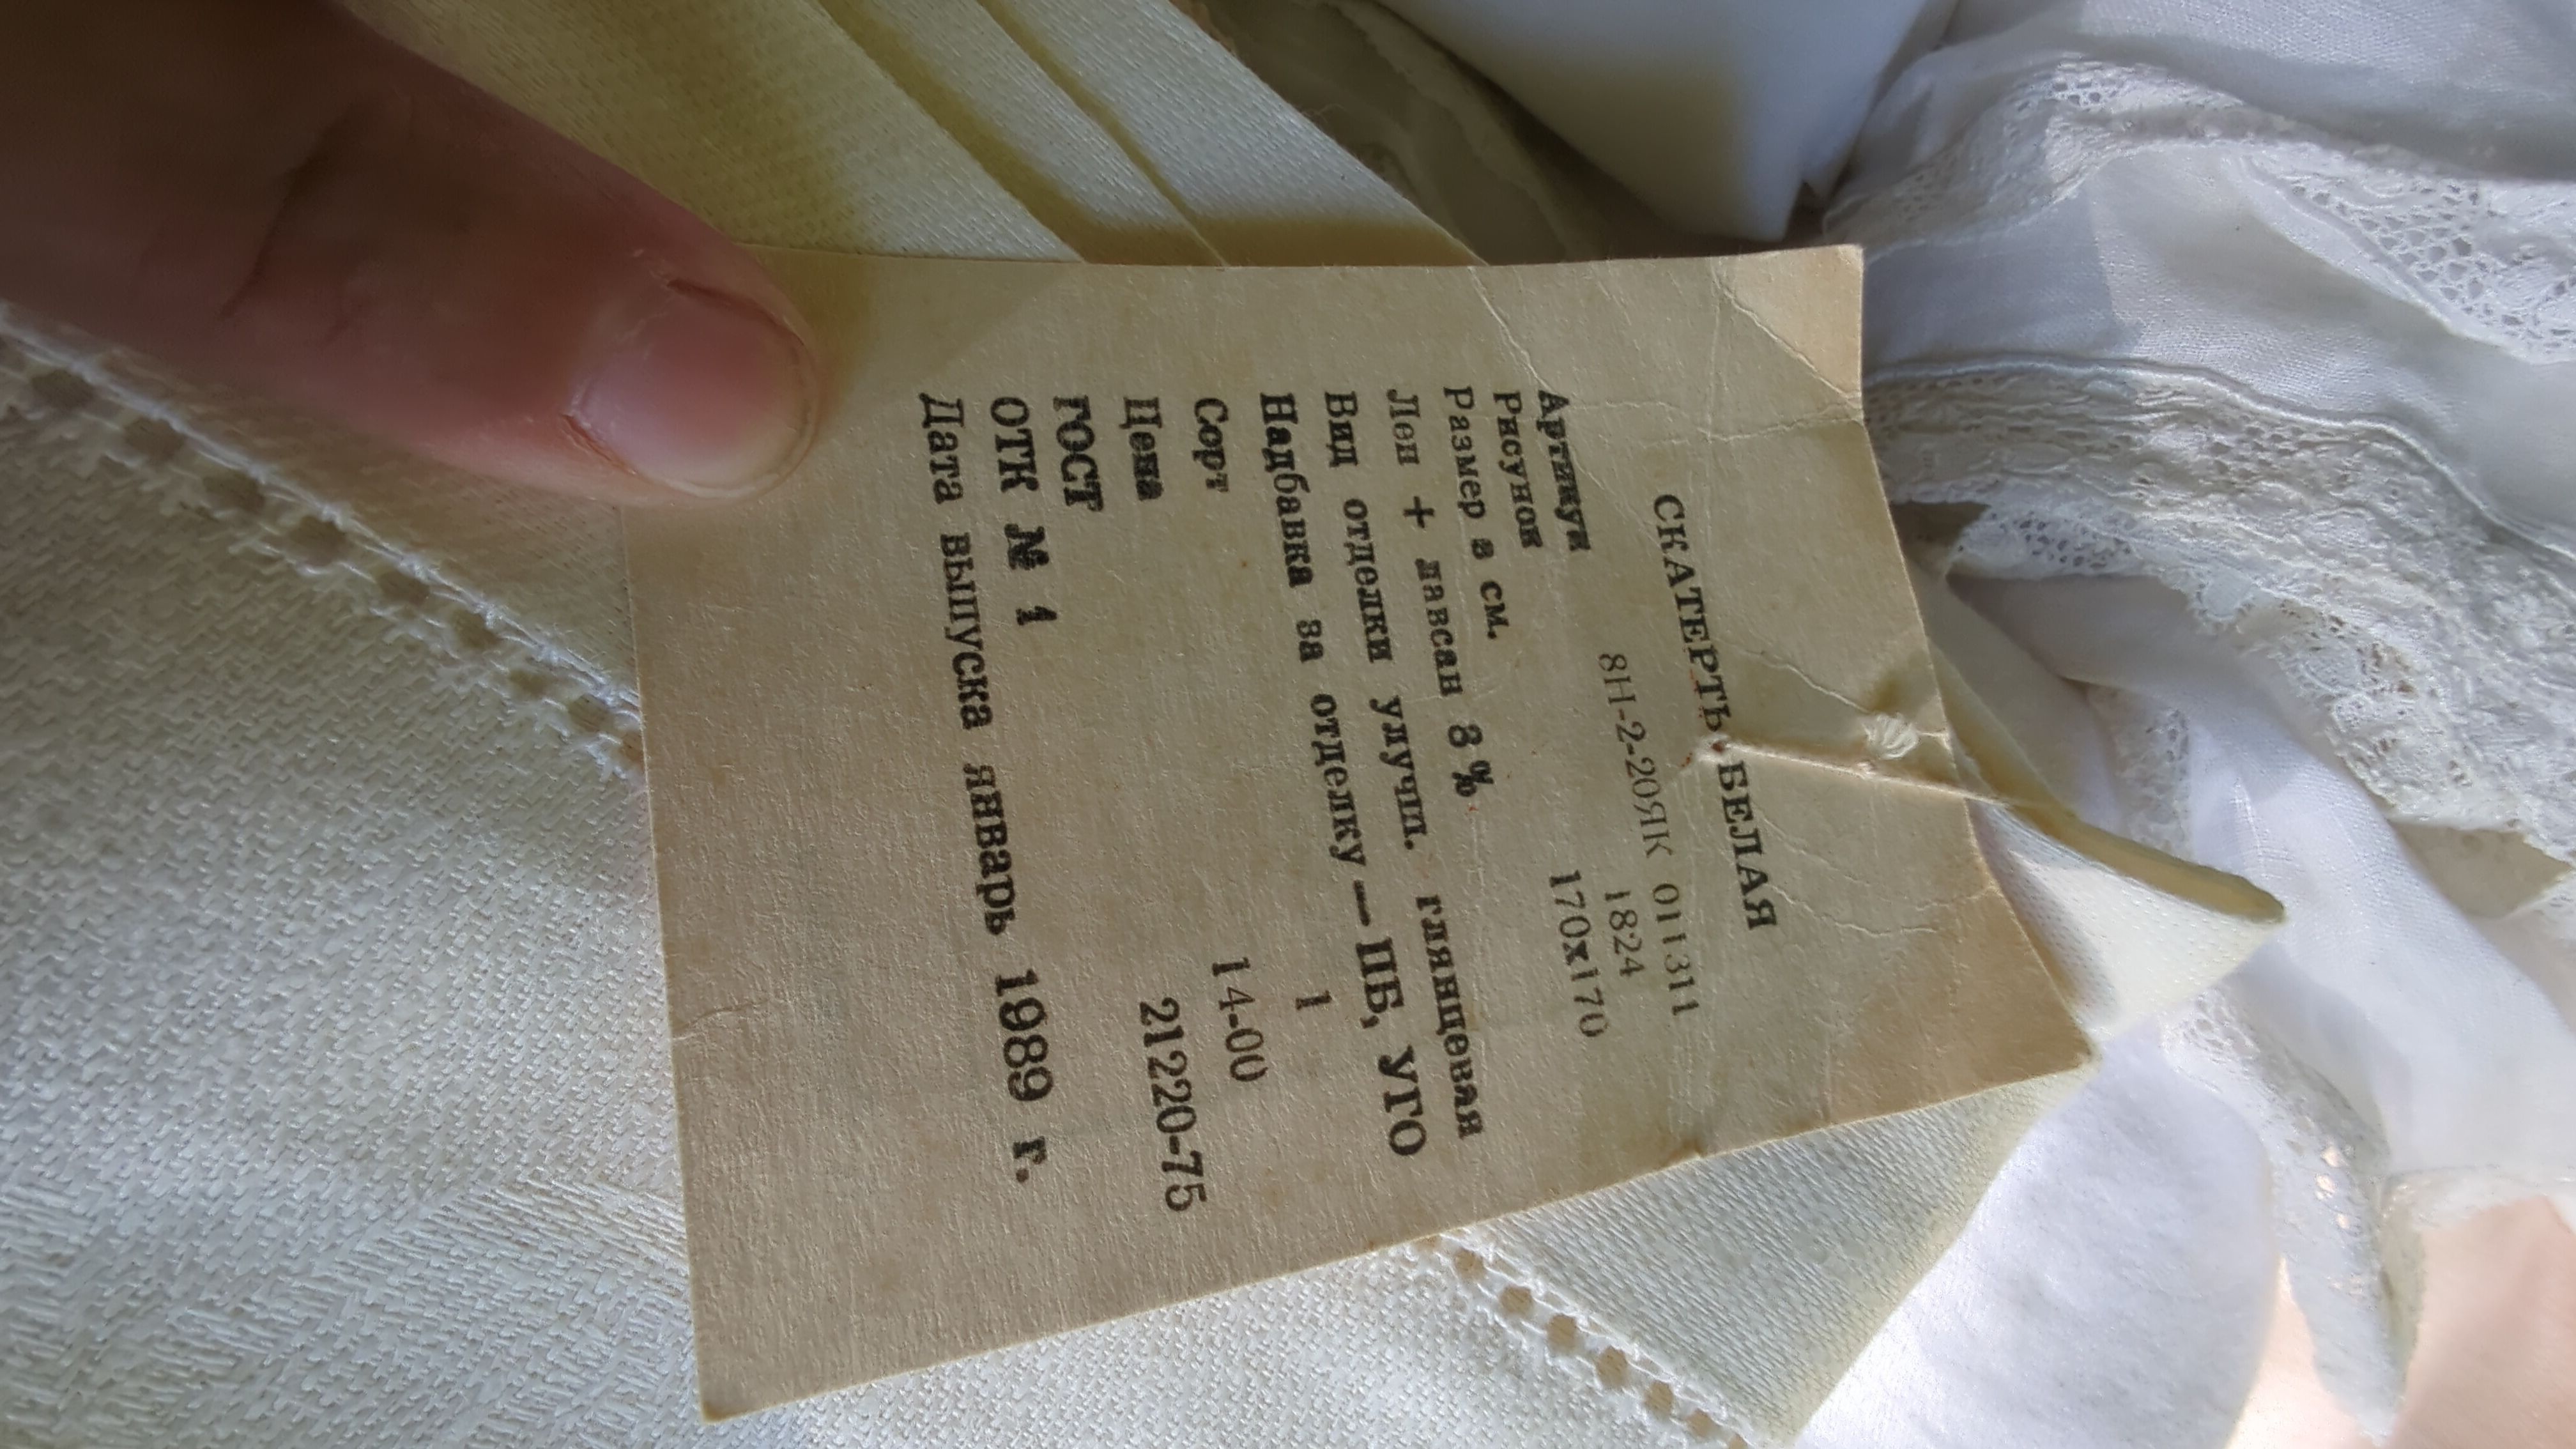 СКАТЕРТЬ БЕЛАЯ
Артикул 8Н-2-20ЯК 011311
Рисунок 1824
Размер в см. 170х170
Лен + лавсан 8 %
Вид отделки улучш. глянцевая
Надбавка за отделку — ПБ, УГО
Сорт 1
Цена 14-00
ГОСТ 21220-75
ОТК № 1
Дата выпуска январь 1989 г.